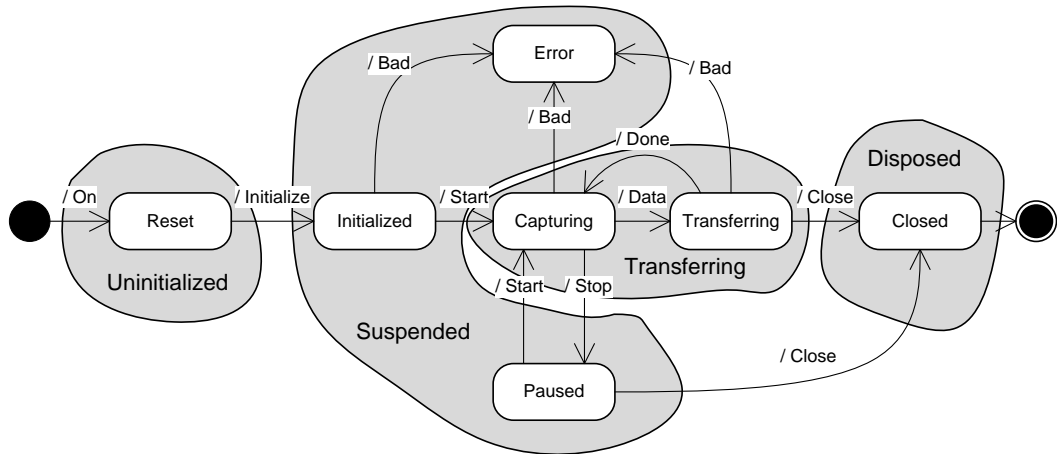 Error
/ Bad
/ Bad
/ Bad
/ Done
Disposed
/ On
/ Initialize
/ Start
/ Data
/ Close
Reset
Initialized
Capturing
Transferring
Closed
Uninitialized
Transferring
/ Start
/ Stop
Suspended
/ Close
Paused